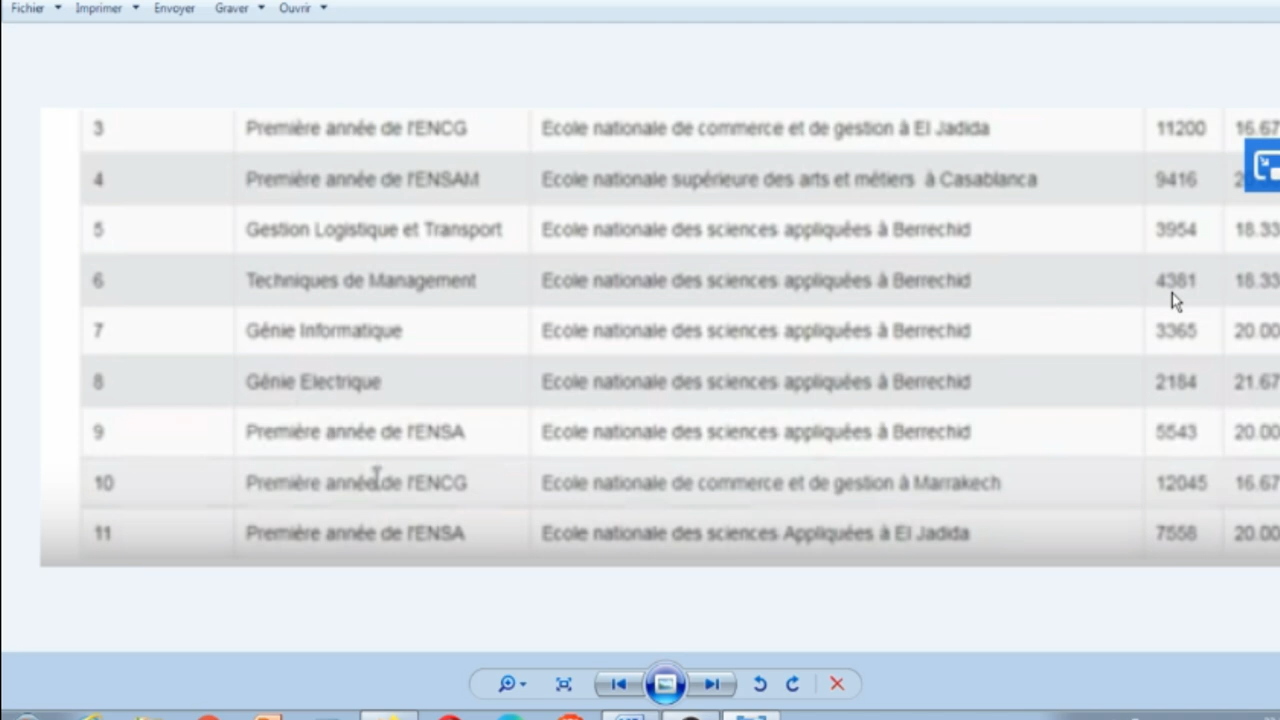 Fichier Imprimer Envoyer Graver Ouvrir
3 Première année de l'ENCG Ecole nationale de commerce et de gestion à El Jadida 11200 16.67
4 Première année de l'ENSAM Ecole nationale supérieure des arts et métiers à Casablanca 9416 2
5 Gestion Logistique et Transport Ecole nationale des sciences appliquées à Berrechid 3954 18.33
6 Techniques de Management Ecole nationale des sciences appliquées à Berrechid 4381 18.33
7 Génie Informatique Ecole nationale des sciences appliquées à Berrechid 3365 20.00
8 Génie Electrique Ecole nationale des sciences appliquées à Berrechid 2184 21.67
9 Première année de l'ENSA Ecole nationale des sciences appliquées à Berrechid 5543 20.00
10 Première année de l'ENCG Ecole nationale de commerce et de gestion à Marrakech 12045 16.67
11 Première année de l'ENSA Ecole nationale des sciences Appliquées à El Jadida 7558 20.00